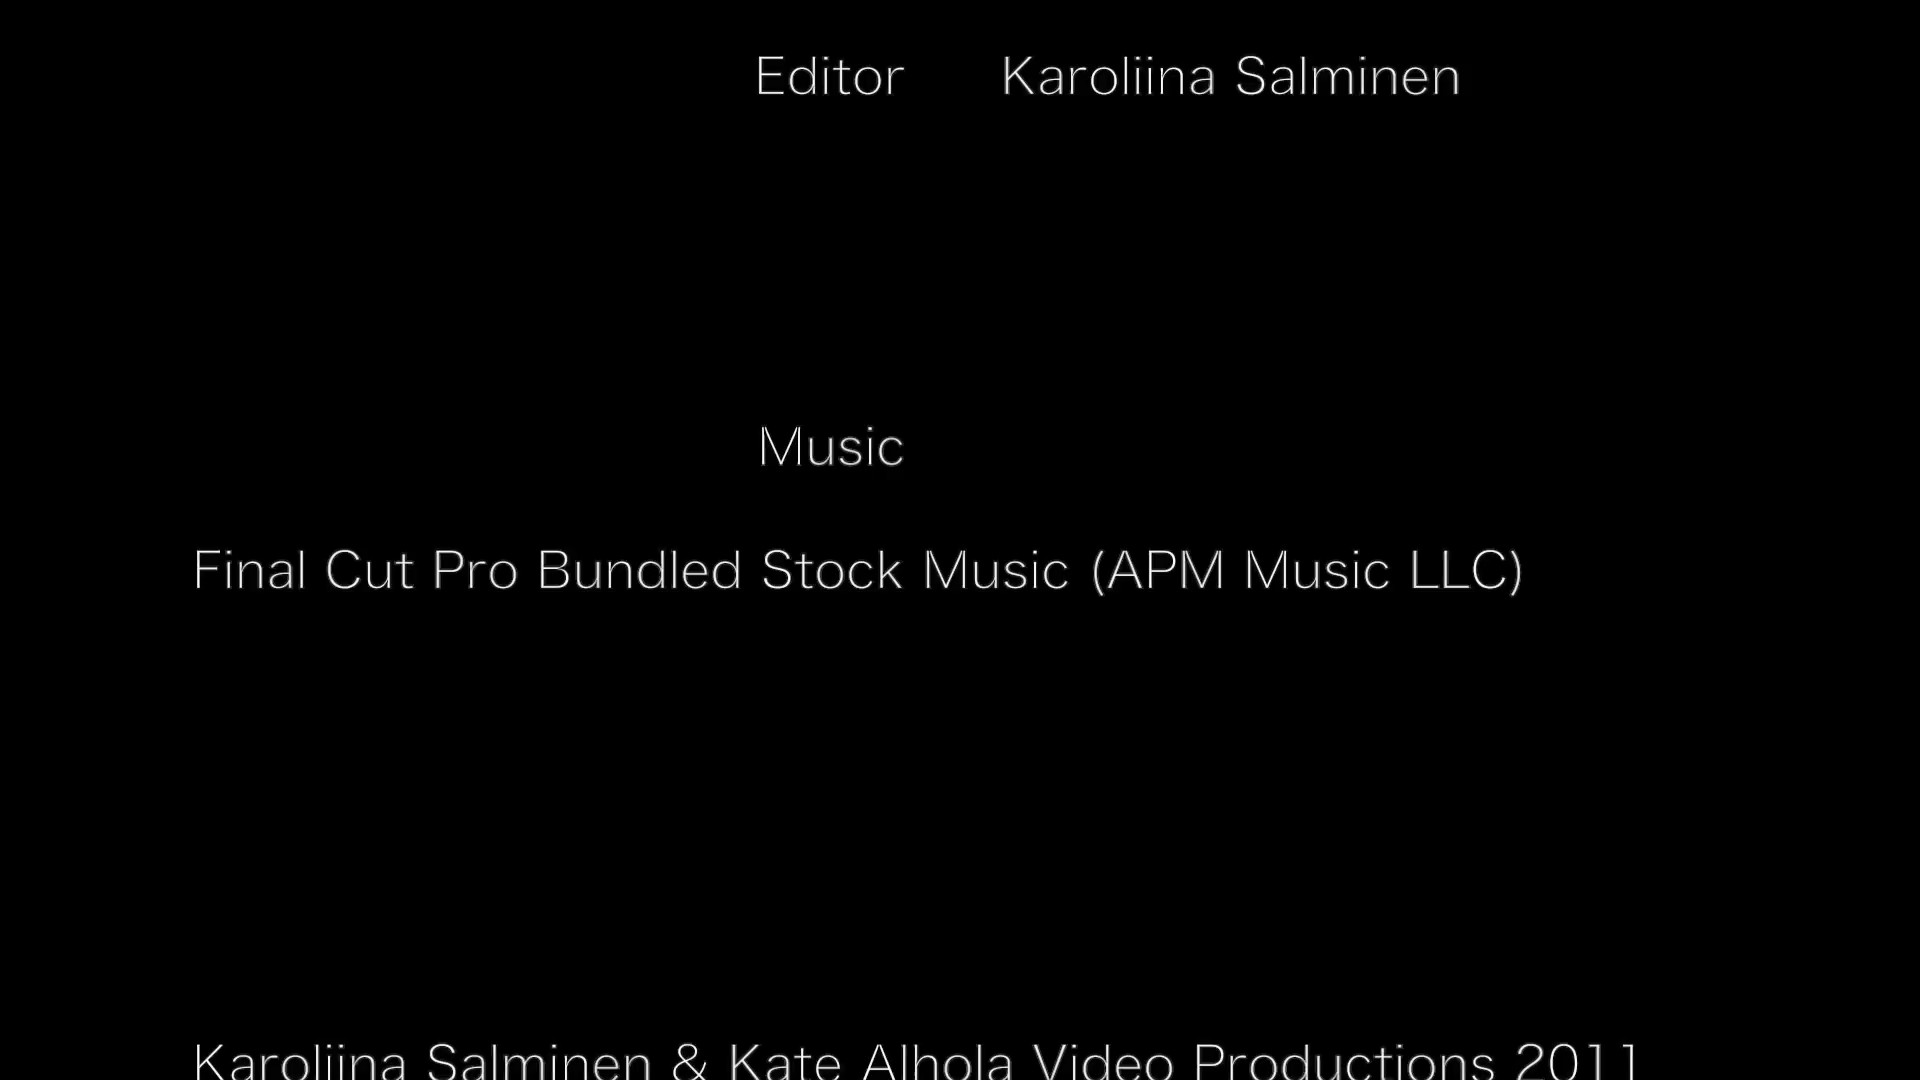 Editor Karoliina Salminen
Music
Final Cut Pro Bundled Stock Music (APM Music LLC)
Karoliina Salminen & Kate Alhola Video Productions 2011